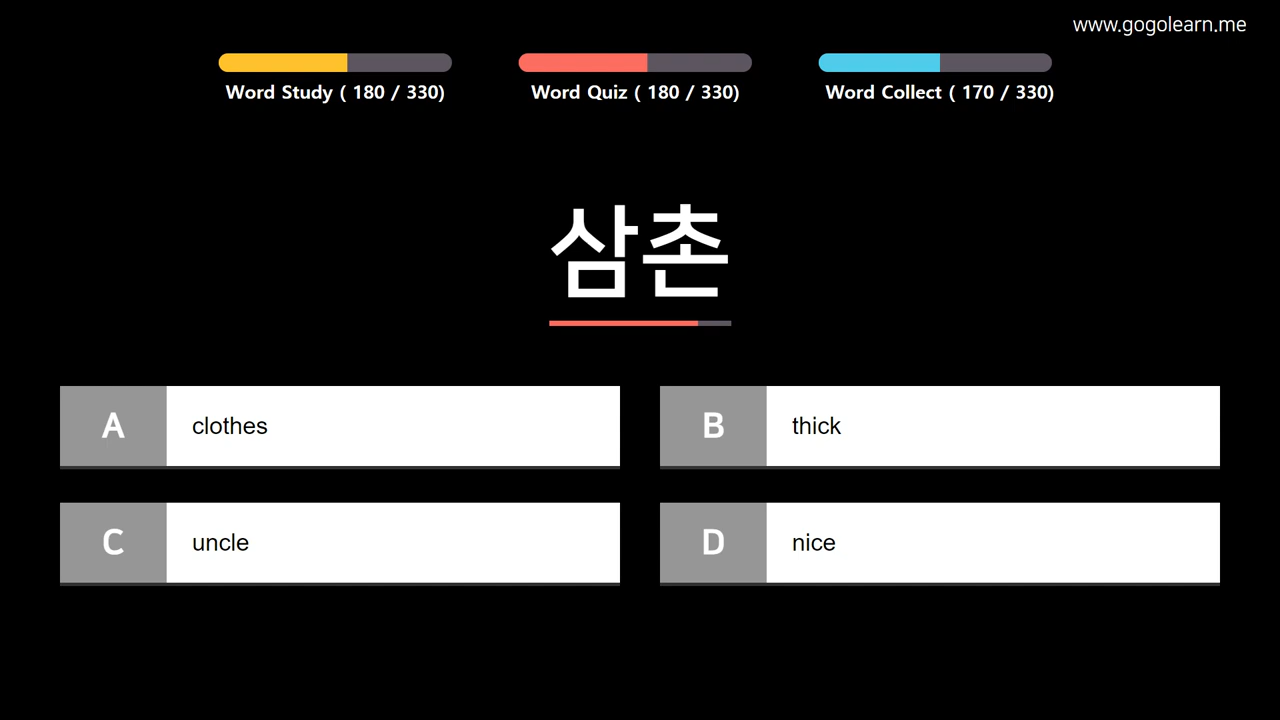 www.gogolearn.me
Word Study ( 180 / 330)
Word Quiz ( 180 / 330)
Word Collect ( 170 / 330)
삼촌
A clothes
B thick
C uncle
D nice